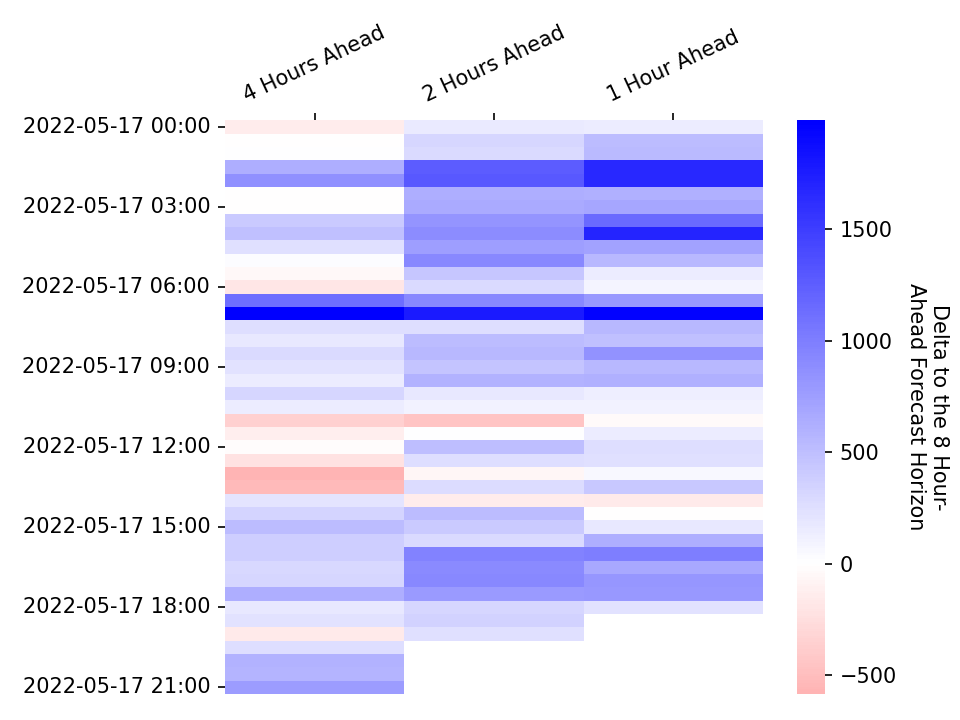 4 Hours Ahead
2 Hours Ahead
1 Hour Ahead
2022-05-17 00:00
2022-05-17 03:00
2022-05-17 06:00
2022-05-17 09:00
2022-05-17 12:00
2022-05-17 15:00
2022-05-17 18:00
2022-05-17 21:00
1500
1000
500
0
−500
Delta to the 8 Hour-
Ahead Forecast Horizon